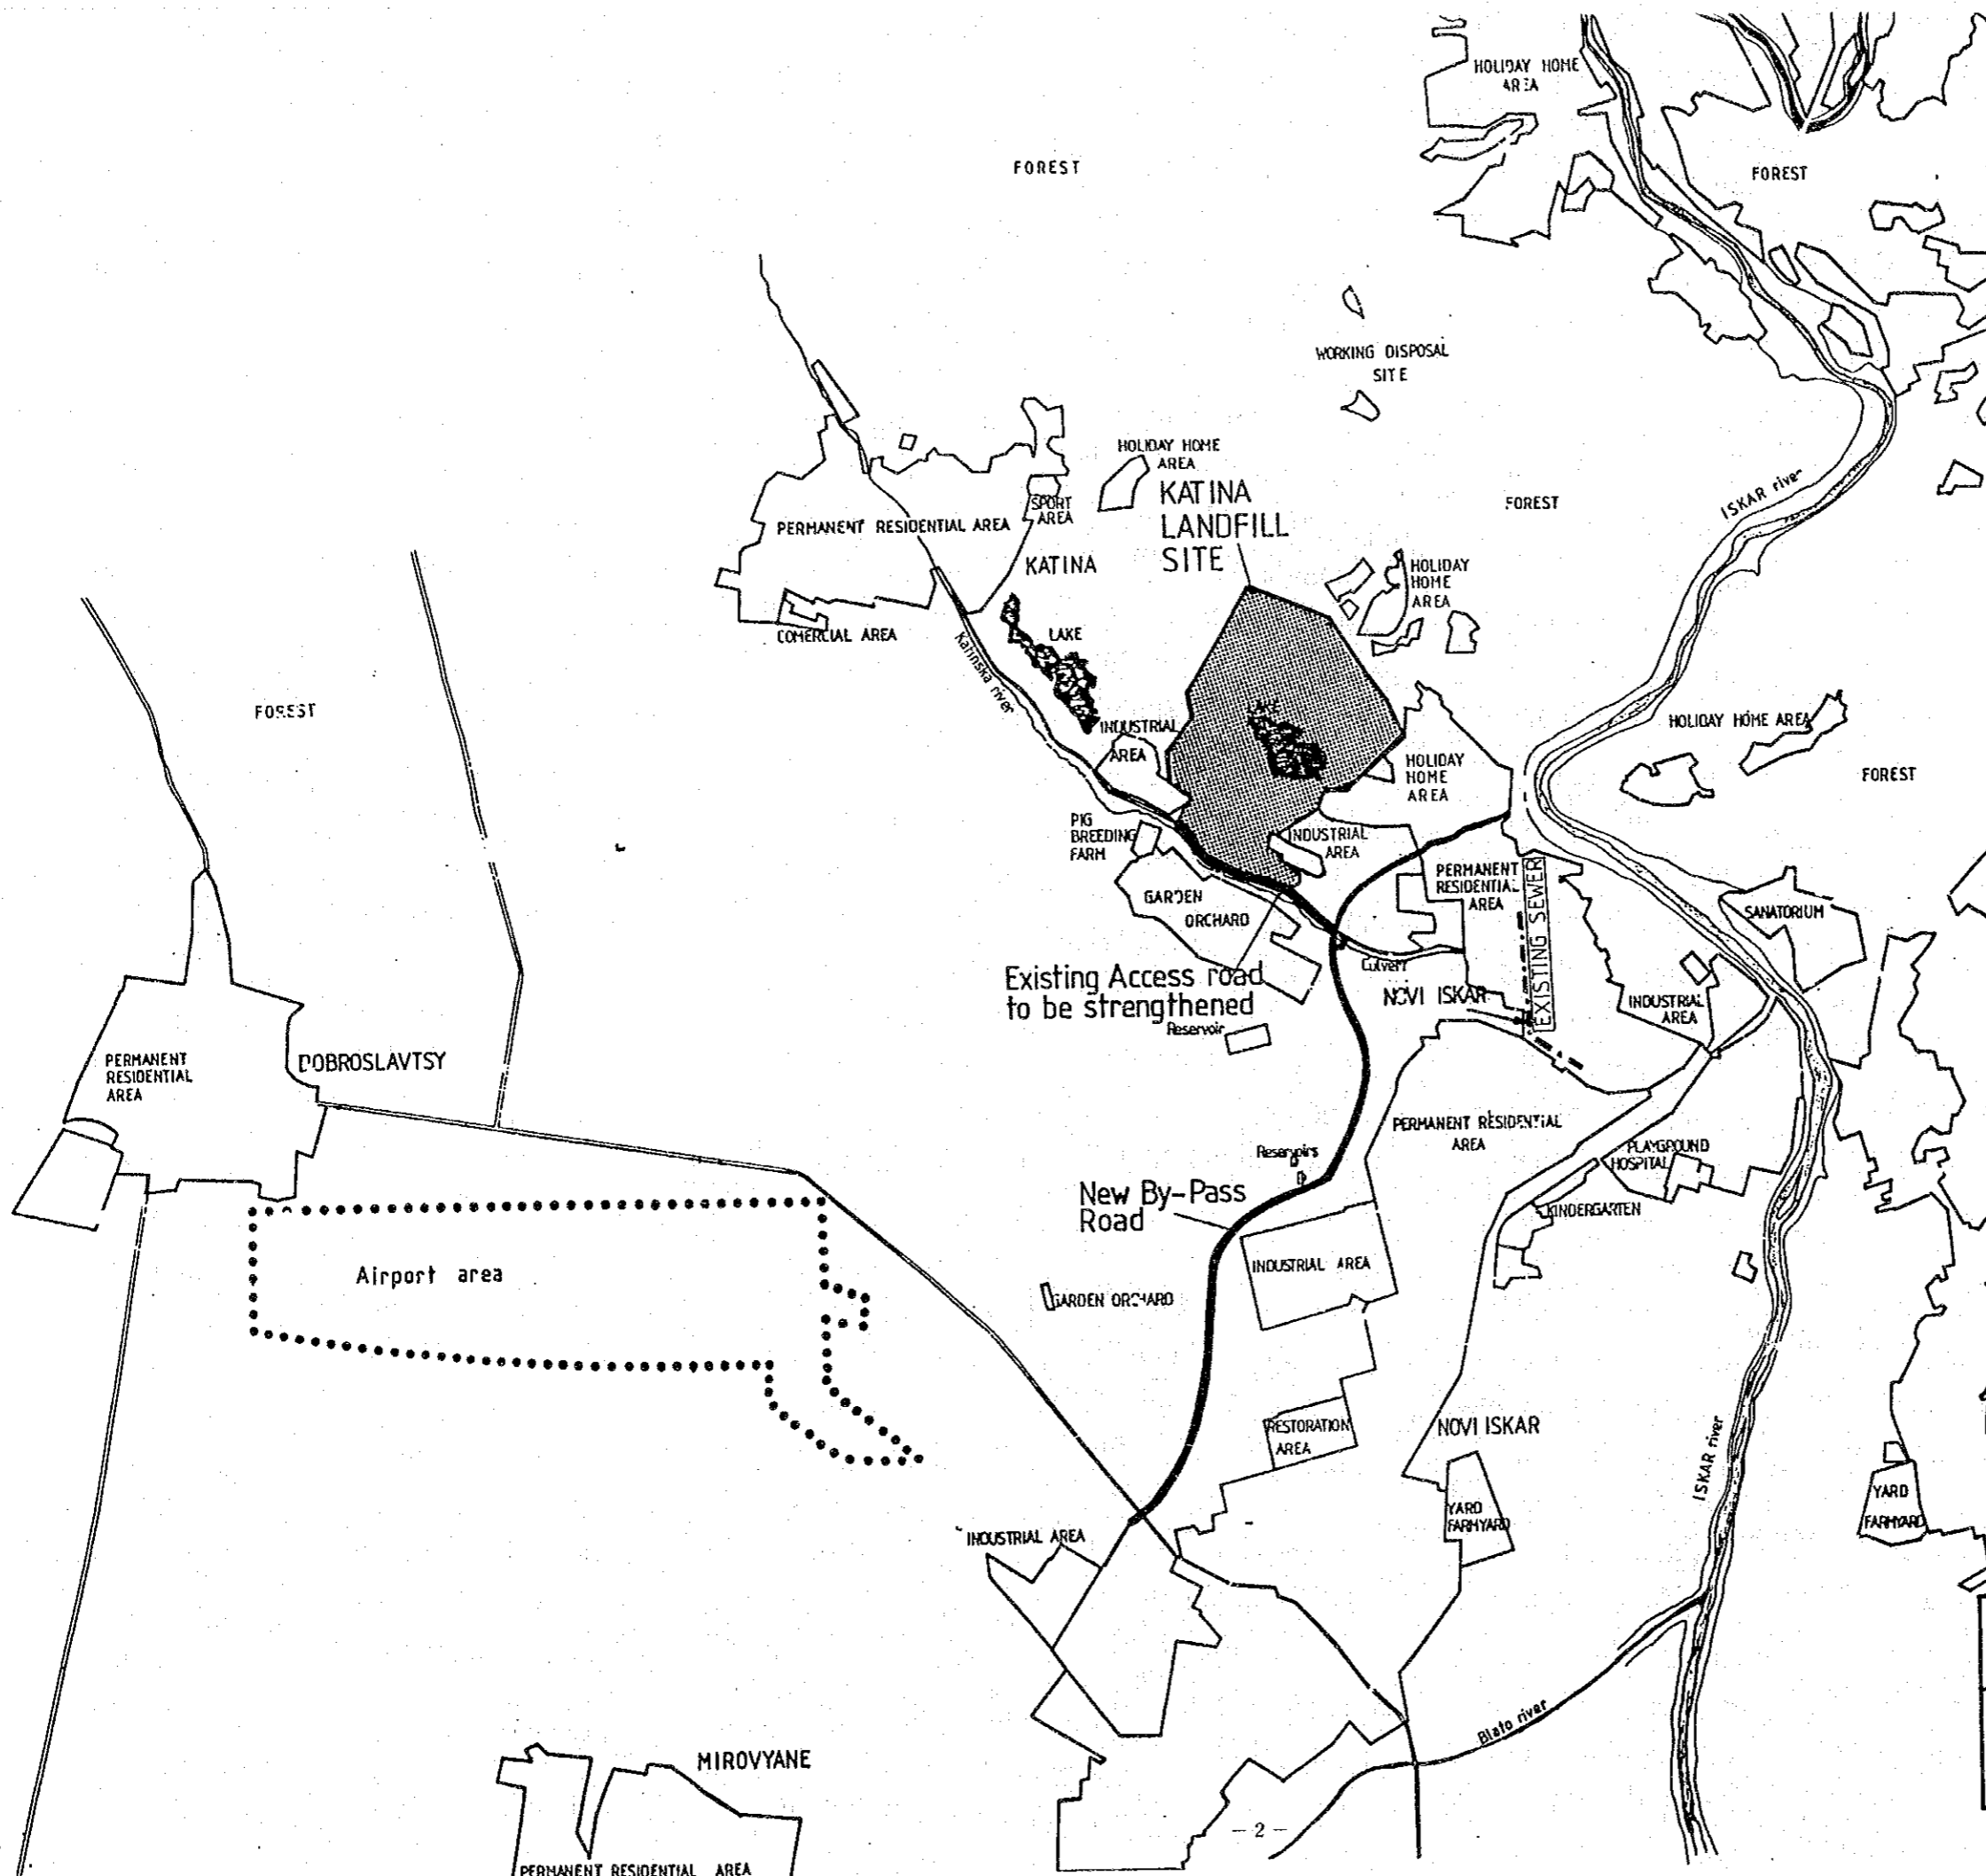 HOLIDAY HOME
AREA
FOREST
FOREST
WORKING DISPOSAL
SITE
HOLIDAY HOME
AREA
KATINA
LANDFILL
SITE
SPORT
AREA
PERMANENT RESIDENTIAL AREA
FOREST
ISKAR river
KATINA
HOLIDAY
HOME
AREA
COMERCIAL AREA
LAKE
Katinska river
FOREST
LAKE
INDUSTRIAL
AREA
HOLIDAY HOME AREA
HOLIDAY
HOME
AREA
FOREST
PIG
BREEDING
FARM
INDUSTRIAL
AREA
PERMANENT
RESIDENTIAL
AREA
EXISTING SEWER
GARDEN
ORCHARD
SANATORIUM
Culvert
Existing Access road
to be strengthened
NOVI ISKAR
INDUSTRIAL
AREA
Reservoir
PERMANENT
RESIDENTIAL
AREA
DOBROSLAVTSY
PERMANENT RESIDENTIAL
AREA
PLAYGROUND
HOSPITAL
Reservoirs
New By-Pass
Road
KINDERGARTEN
Airport area
INDUSTRIAL AREA
GARDEN ORCHARD
RESTORATION
AREA
NOVI ISKAR
ISKAR river
YARD
FARMYARD
YARD
FARMYARD
INDUSTRIAL AREA
Blato river
MIROVYANE
– 2 –
PERMANENT RESIDENTIAL AREA